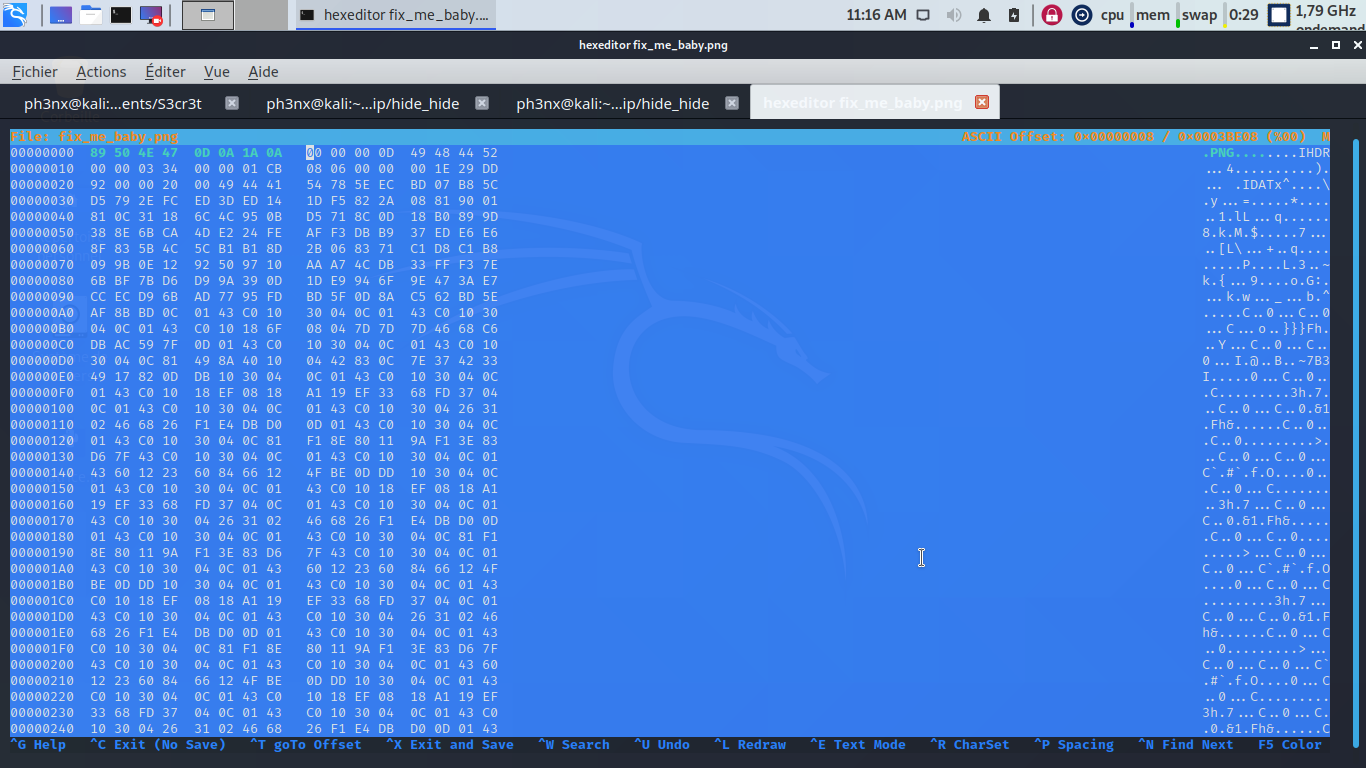 hexeditor fix_me_baby.... 11:16 AM cpu mem swap 0:29 1,79 GHz
ondemand
hexeditor fix_me_baby.png
Fichier Actions Éditer Vue Aide
ph3nx@kali:...ents/S3cr3t ph3nx@kali:~...ip/hide_hide ph3nx@kali:~...ip/hide_hide hexeditor fix_me_baby.png
File: fix_me_baby.png ASCII Offset: 0x00000008 / 0x0003BE08 (%00) M
00000000 89 50 4E 47 0D 0A 1A 0A 00 00 00 0D 49 48 44 52 .PNG........IHDR
00000010 00 00 03 34 00 00 01 CB 08 06 00 00 00 1E 29 DD ...4..........).
00000020 92 00 00 20 00 49 44 41 54 78 5E EC BD 07 B8 5C ... .IDATx^....\
00000030 D5 79 2E FC ED 3D ED 14 1D F5 82 2A 08 81 90 01 .y...=.....*....
00000040 81 0C 31 18 6C 4C 95 0B D5 71 8C 0D 18 B0 89 9D ..1.lL...q......
00000050 38 8E 6B CA 4D E2 24 FE AF F3 DB B9 37 ED E6 E6 8.k.M.$.....7...
00000060 8F 83 5B 4C 5C B1 B1 8D 2B 06 83 71 C1 D8 C1 B8 ..[L\...+..q....
00000070 09 9B 0E 12 92 50 97 10 AA A7 4C DB 33 FF F3 7E .....P....L.3..~
00000080 6B BF 7B D6 D9 9A 39 0D 1D E9 94 6F 9E 47 3A E7 k.{...9....o.G:.
00000090 CC EC D9 6B AD 77 95 FD BD 5F 0D 8A C5 62 BD 5E ...k.w..._...b.^
000000A0 AF 8B BD 0C 01 43 C0 10 30 04 0C 01 43 C0 10 30 .....C..0...C..0
000000B0 04 0C 01 43 C0 10 18 6F 08 04 7D 7D 7D 46 68 C6 ...C...o..}}}Fh.
000000C0 DB AC 59 7F 0D 01 43 C0 10 30 04 0C 01 43 C0 10 ..Y...C..0...C..
000000D0 30 04 0C 81 49 8A 40 10 04 42 83 0C 7E 37 42 33 0...I.@..B..~7B3
000000E0 49 17 82 0D DB 10 30 04 0C 01 43 C0 10 30 04 0C I.....0...C..0..
000000F0 01 43 C0 10 18 EF 08 18 A1 19 EF 33 68 FD 37 04 .C.........3h.7.
00000100 0C 01 43 C0 10 30 04 0C 01 43 C0 10 30 04 26 31 ..C..0...C..0.&1
00000110 02 46 68 26 F1 E4 DB D0 0D 01 43 C0 10 30 04 0C .Fh&......C..0..
00000120 01 43 C0 10 30 04 0C 81 F1 8E 80 11 9A F1 3E 83 .C..0.........>.
00000130 D6 7F 43 C0 10 30 04 0C 01 43 C0 10 30 04 0C 01 ..C..0...C..0...
00000140 43 60 12 23 60 84 66 12 4F BE 0D DD 10 30 04 0C C`.#`.f.O....0..
00000150 01 43 C0 10 30 04 0C 01 43 C0 10 18 EF 08 18 A1 .C..0...C.......
00000160 19 EF 33 68 FD 37 04 0C 01 43 C0 10 30 04 0C 01 ..3h.7...C..0...
00000170 43 C0 10 30 04 26 31 02 46 68 26 F1 E4 DB D0 0D C..0.&1.Fh&.....
00000180 01 43 C0 10 30 04 0C 01 43 C0 10 30 04 0C 81 F1 .C..0...C..0....
00000190 8E 80 11 9A F1 3E 83 D6 7F 43 C0 10 30 04 0C 01 .....>...C..0...
000001A0 43 C0 10 30 04 0C 01 43 60 12 23 60 84 66 12 4F C..0...C`.#`.f.O
000001B0 BE 0D DD 10 30 04 0C 01 43 C0 10 30 04 0C 01 43 ....0...C..0...C
000001C0 C0 10 18 EF 08 18 A1 19 EF 33 68 FD 37 04 0C 01 .........3h.7...
000001D0 43 C0 10 30 04 0C 01 43 C0 10 30 04 26 31 02 46 C..0...C..0.&1.F
000001E0 68 26 F1 E4 DB D0 0D 01 43 C0 10 30 04 0C 01 43 h&......C..0...C
000001F0 C0 10 30 04 0C 81 F1 8E 80 11 9A F1 3E 83 D6 7F ..0.........>...
00000200 43 C0 10 30 04 0C 01 43 C0 10 30 04 0C 01 43 60 C..0...C..0...C`
00000210 12 23 60 84 66 12 4F BE 0D DD 10 30 04 0C 01 43 .#`.f.O....0...C
00000220 C0 10 30 04 0C 01 43 C0 10 18 EF 08 18 A1 19 EF ..0...C.........
00000230 33 68 FD 37 04 0C 01 43 C0 10 30 04 0C 01 43 C0 3h.7...C..0...C.
00000240 10 30 04 26 31 02 46 68 26 F1 E4 DB D0 0D 01 43 .0.&1.Fh&......C
^G Help ^C Exit (No Save) ^T goTo Offset ^X Exit and Save ^W Search ^U Undo ^L Redraw ^E Text Mode ^R CharSet ^P Spacing ^N Find Next F5 Color